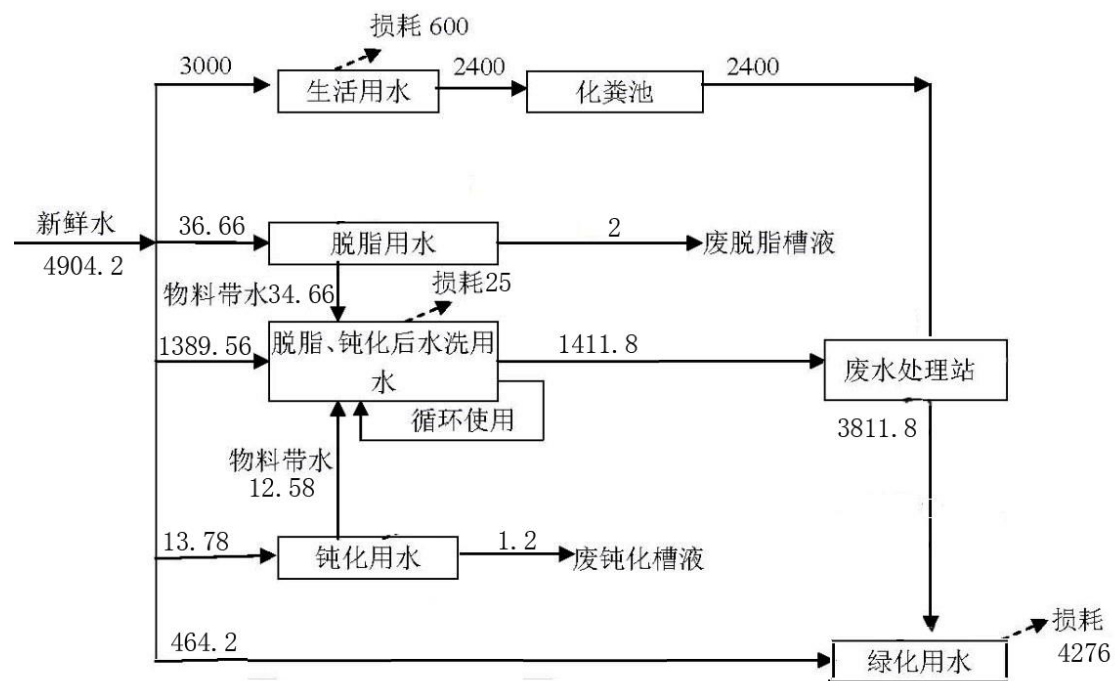 损耗 600
3000
生活用水
2400
化粪池
2400
新鲜水
4904.2
36.66
脱脂用水
2
废脱脂槽液
物料带水34.66
损耗25
1389.56
脱脂、钝化后水洗用
水
1411.8
废水处理站
循环使用
3811.8
物料带水
12.58
13.78
钝化用水
1.2
废钝化槽液
464.2
绿化用水
损耗
4276